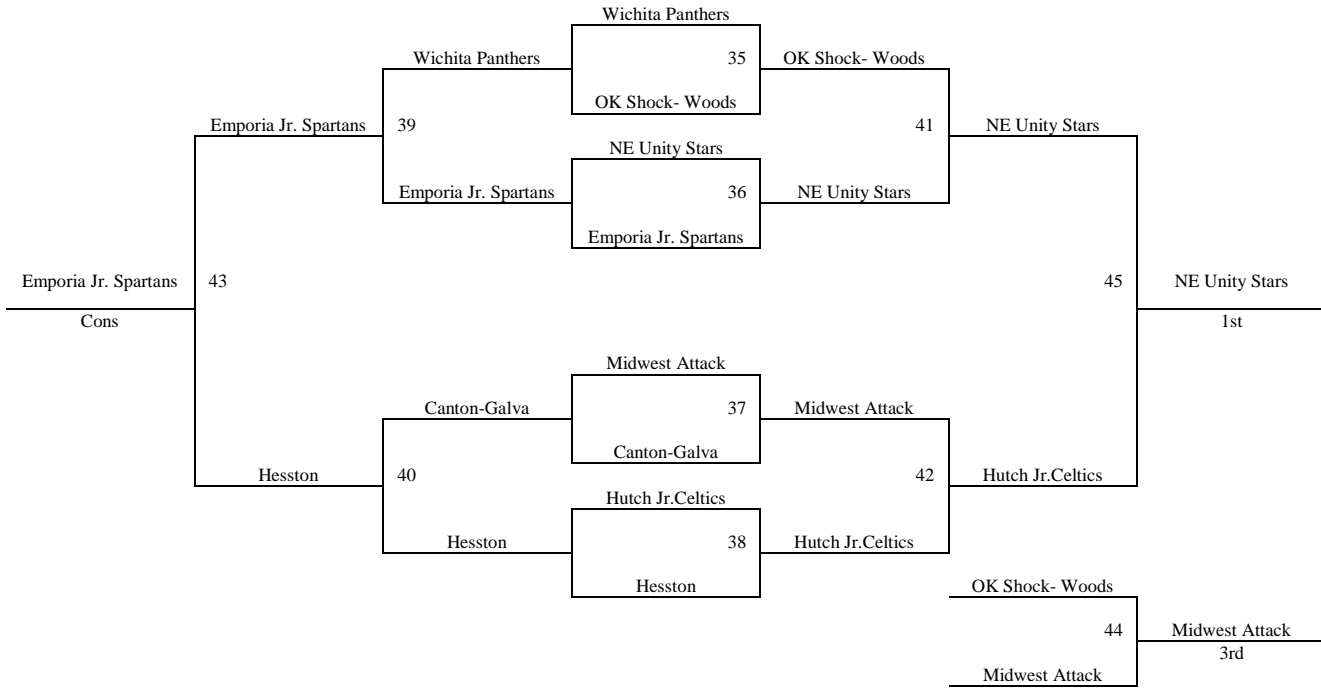 Wichita Panthers
Wichita Panthers 35 OK Shock- Woods
OK Shock- Woods
Emporia Jr. Spartans 39 41 NE Unity Stars
NE Unity Stars
Emporia Jr. Spartans 36 NE Unity Stars
Emporia Jr. Spartans
Emporia Jr. Spartans 43 45 NE Unity Stars
Cons 1st
Midwest Attack
Canton-Galva 37 Midwest Attack
Canton-Galva
Hesston 40 42 Hutch Jr.Celtics
Hutch Jr.Celtics
Hesston 38 Hutch Jr.Celtics
Hesston OK Shock- Woods
44 Midwest Attack
3rd
Midwest Attack